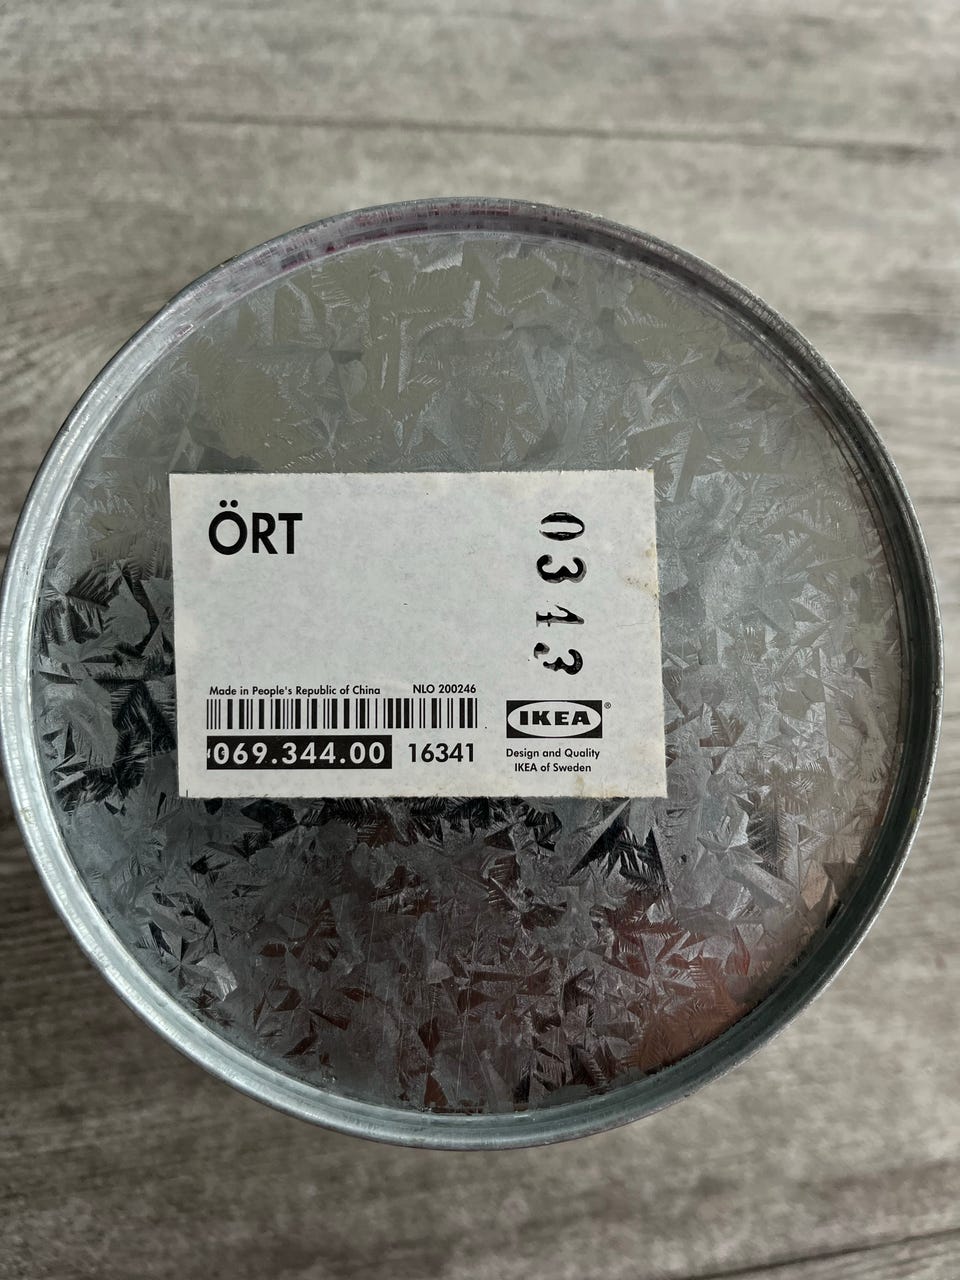 ÖRT
0343
Made in People's Republic of China NLO 200246
069.344.00 16341
IKEA®
Design and Quality
IKEA of Sweden